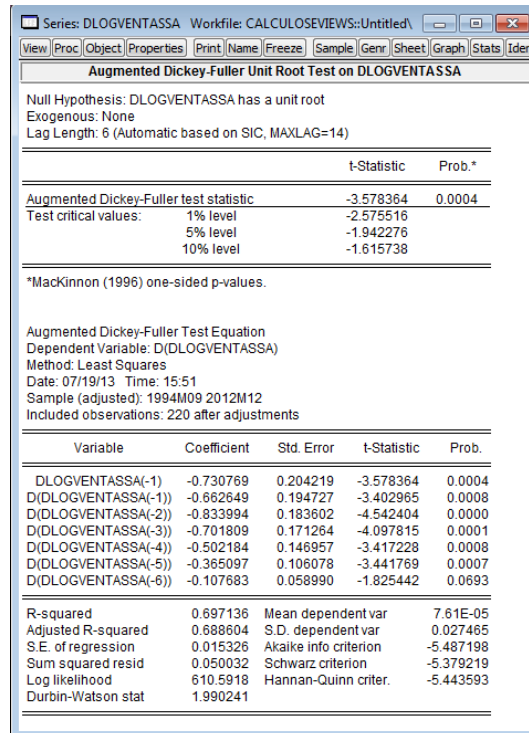 Series: DLOGVENTASSA Workfile: CALCULOSEVIEWS::Untitled\
View Proc Object Properties Print Name Freeze Sample Genr Sheet Graph Stats Iden
Augmented Dickey-Fuller Unit Root Test on DLOGVENTASSA
Null Hypothesis: DLOGVENTASSA has a unit root
Exogenous: None
Lag Length: 6 (Automatic based on SIC, MAXLAG=14)
t-Statistic Prob.*
Augmented Dickey-Fuller test statistic -3.578364 0.0004
Test critical values: 1% level -2.575516
5% level -1.942276
10% level -1.615738
*MacKinnon (1996) one-sided p-values.
Augmented Dickey-Fuller Test Equation
Dependent Variable: D(DLOGVENTASSA)
Method: Least Squares
Date: 07/19/13 Time: 15:51
Sample (adjusted): 1994M09 2012M12
Included observations: 220 after adjustments
Variable Coefficient Std. Error t-Statistic Prob.
DLOGVENTASSA(-1) -0.730769 0.204219 -3.578364 0.0004
D(DLOGVENTASSA(-1)) -0.662649 0.194727 -3.402965 0.0008
D(DLOGVENTASSA(-2)) -0.833994 0.183602 -4.542404 0.0000
D(DLOGVENTASSA(-3)) -0.701809 0.171264 -4.097815 0.0001
D(DLOGVENTASSA(-4)) -0.502184 0.146957 -3.417228 0.0008
D(DLOGVENTASSA(-5)) -0.365097 0.106078 -3.441769 0.0007
D(DLOGVENTASSA(-6)) -0.107683 0.058990 -1.825442 0.0693
R-squared 0.697136 Mean dependent var 7.61E-05
Adjusted R-squared 0.688604 S.D. dependent var 0.027465
S.E. of regression 0.015326 Akaike info criterion -5.487198
Sum squared resid 0.050032 Schwarz criterion -5.379219
Log likelihood 610.5918 Hannan-Quinn criter. -5.443593
Durbin-Watson stat 1.990241